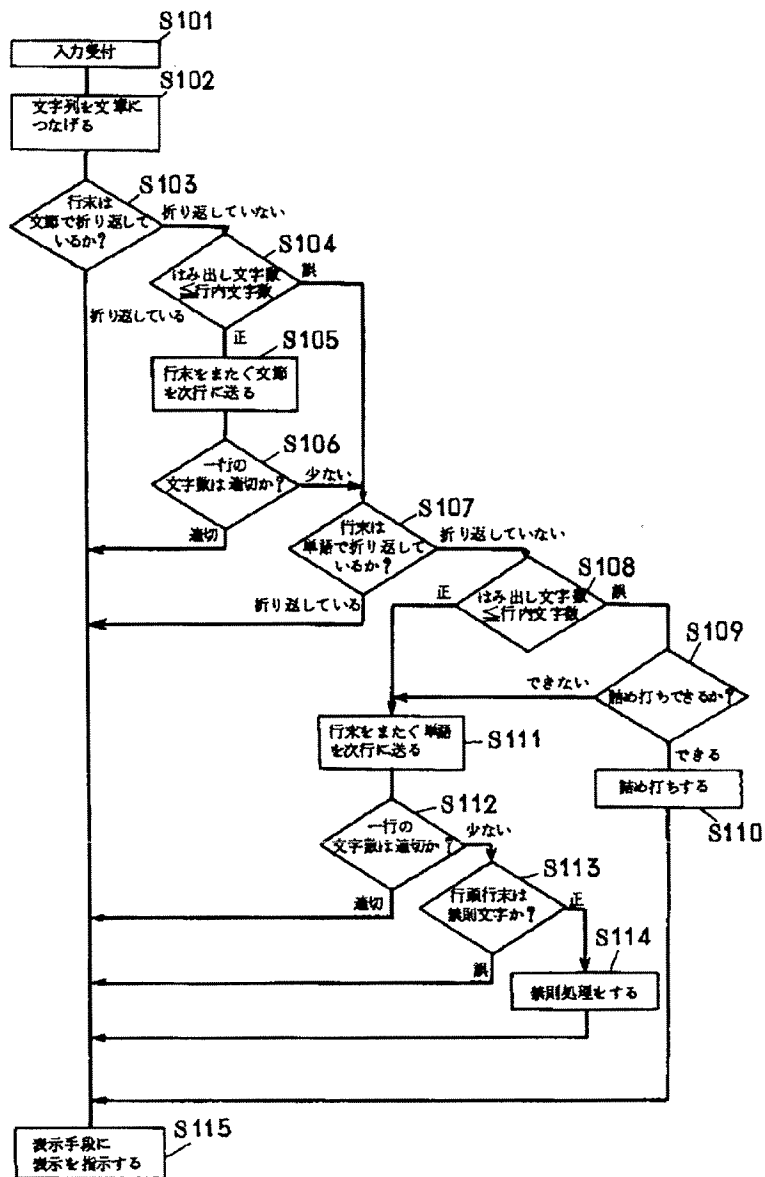 S101
入力受付
S102
文字列を文章に
つなげる
S103
行末は
文節で折り返して
いるか?
折り返していない
S104
はみ出し文字数
≦行内文字数
誤
折り返している
正
S105
行末をまたぐ文節
を次行に送る
S106
一行の
文字数は適切か?
少ない
適切
S107
行末は
単語で折り返して
いるか?
折り返していない
折り返している
S108
はみ出し文字数
≦行内文字数
正
誤
S109
詰め打ちできるか?
できない
できる
S110
詰め打ちする
S111
行末をまたぐ単語
を次行に送る
S112
一行の
文字数は適切か?
少ない
適切
S113
行頭行末は
禁則文字か?
正
誤
S114
禁則処理をする
S115
表示手段に
表示を指示する